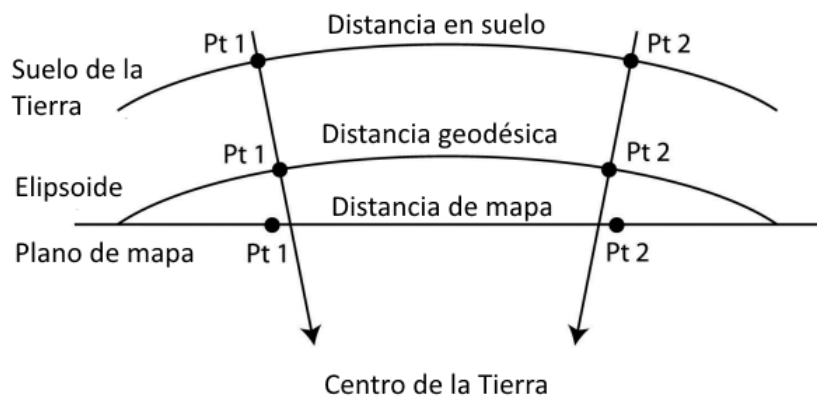 Distancia en suelo
Pt 1
Pt 2
Suelo de la
Tierra
Distancia geodésica
Pt 1
Pt 2
Elipsoide
Distancia de mapa
Plano de mapa
Pt 1
Pt 2
Centro de la Tierra